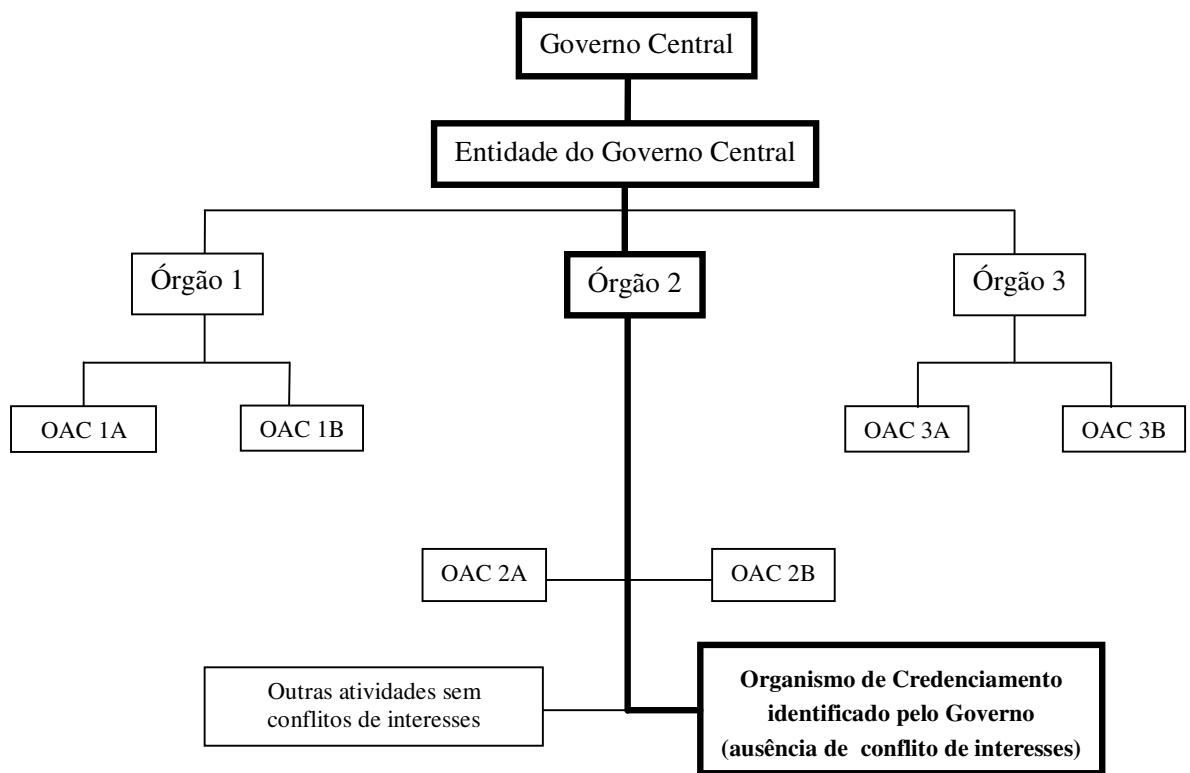 Governo Central
Entidade do Governo Central
Órgão 1
Órgão 2
Órgão 3
OAC 1A
OAC 1B
OAC 3A
OAC 3B
OAC 2A
OAC 2B
Outras atividades sem
conflitos de interesses
Organismo de Credenciamento
identificado pelo Governo
(ausência de conflito de interesses)